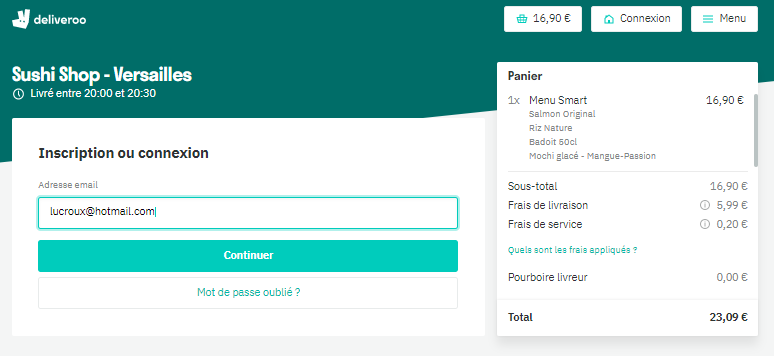 deliveroo
16,90 €
Connexion
Menu
Sushi Shop - Versailles
Livré entre 20:00 et 20:30
Inscription ou connexion
Adresse email
lucroux@hotmail.com
Continuer
Mot de passe oublié ?
Panier
1x Menu Smart 16,90 €
Salmon Original
Riz Nature
Badoit 50cl
Mochi glacé - Mangue-Passion
Sous-total 16,90 €
Frais de livraison 5,99 €
Frais de service 0,20 €
Quels sont les frais appliqués ?
Pourboire livreur 0,00 €
Total 23,09 €